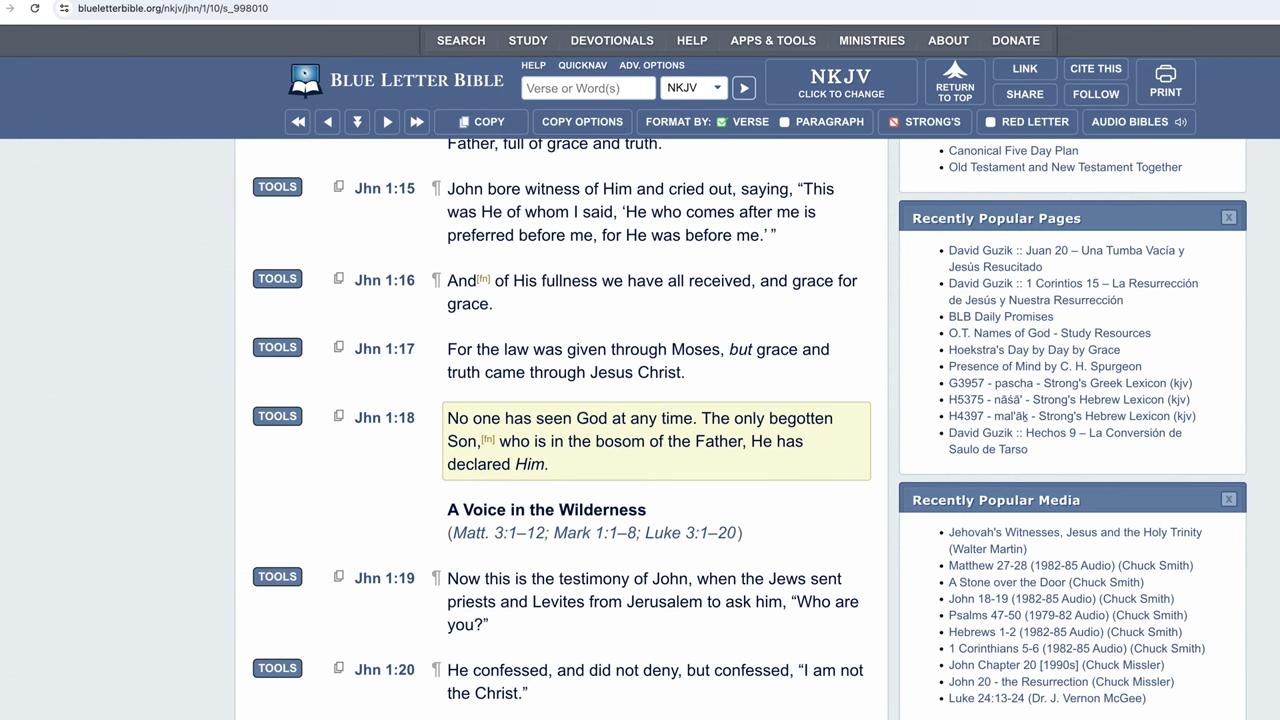 blueletterbible.org/nkjv/jhn/1/10/s_998010
SEARCH STUDY DEVOTIONALS HELP APPS & TOOLS MINISTRIES ABOUT DONATE
BLUE LETTER BIBLE
HELP QUICKNAV ADV. OPTIONS
Verse or Word(s) NKJV
NKJV
CLICK TO CHANGE
RETURN
TO TOP
LINK
CITE THIS
SHARE
FOLLOW
PRINT
COPY COPY OPTIONS FORMAT BY: VERSE PARAGRAPH STRONG'S RED LETTER AUDIO BIBLES
Father, full of grace and truth.
TOOLS Jhn 1:15 ¶ John bore witness of Him and cried out, saying, “This
was He of whom I said, ‘He who comes after me is
preferred before me, for He was before me.’ ”
TOOLS Jhn 1:16 ¶ And[fn] of His fullness we have all received, and grace for
grace.
TOOLS Jhn 1:17 For the law was given through Moses, but grace and
truth came through Jesus Christ.
TOOLS Jhn 1:18 No one has seen God at any time. The only begotten
Son,[fn] who is in the bosom of the Father, He has
declared Him.
A Voice in the Wilderness
(Matt. 3:1–12; Mark 1:1–8; Luke 3:1–20)
TOOLS Jhn 1:19 ¶ Now this is the testimony of John, when the Jews sent
priests and Levites from Jerusalem to ask him, “Who are
you?”
TOOLS Jhn 1:20 ¶ He confessed, and did not deny, but confessed, “I am not
the Christ.”
Canonical Five Day Plan
Old Testament and New Testament Together
Recently Popular Pages X
David Guzik :: Juan 20 – Una Tumba Vacía y
Jesús Resucitado
David Guzik :: 1 Corintios 15 – La Resurrección
de Jesús y Nuestra Resurrección
BLB Daily Promises
O.T. Names of God - Study Resources
Hoekstra's Day by Day by Grace
Presence of Mind by C. H. Spurgeon
G3957 - pascha - Strong's Greek Lexicon (kjv)
H5375 - nāśā' - Strong's Hebrew Lexicon (kjv)
H4397 - mal'āḵ - Strong's Hebrew Lexicon (kjv)
David Guzik :: Hechos 9 – La Conversión de
Saulo de Tarso
Recently Popular Media X
Jehovah's Witnesses, Jesus and the Holy Trinity
(Walter Martin)
Matthew 27-28 (1982-85 Audio) (Chuck Smith)
A Stone over the Door (Chuck Smith)
John 18-19 (1982-85 Audio) (Chuck Smith)
Psalms 47-50 (1979-82 Audio) (Chuck Smith)
Hebrews 1-2 (1982-85 Audio) (Chuck Smith)
1 Corinthians 5-6 (1982-85 Audio) (Chuck Smith)
John Chapter 20 [1990s] (Chuck Missler)
John 20 - the Resurrection (Chuck Missler)
Luke 24:13-24 (Dr. J. Vernon McGee)